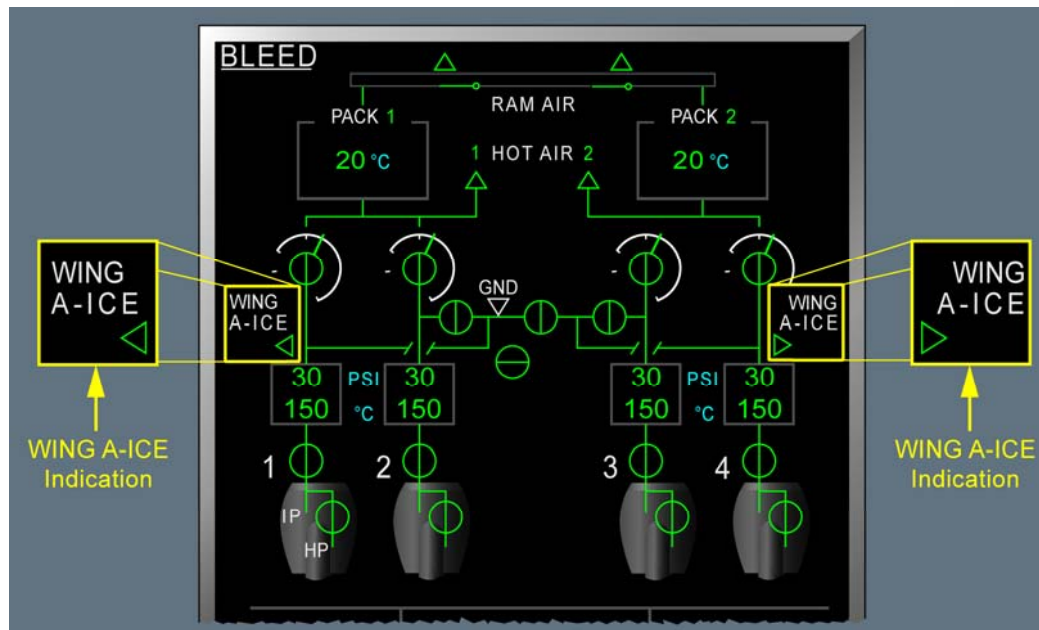 BLEED
RAM AIR
PACK 1
PACK 2
20 °C
1 HOT AIR 2
20 °C
WING
A-ICE
WING
A-ICE
GND
WING
A-ICE
WING
A-ICE
30 PSI 30
150 °C 150
30 PSI 30
150 °C 150
WING A-ICE
Indication
WING A-ICE
Indication
1
2
3
4
IP
HP